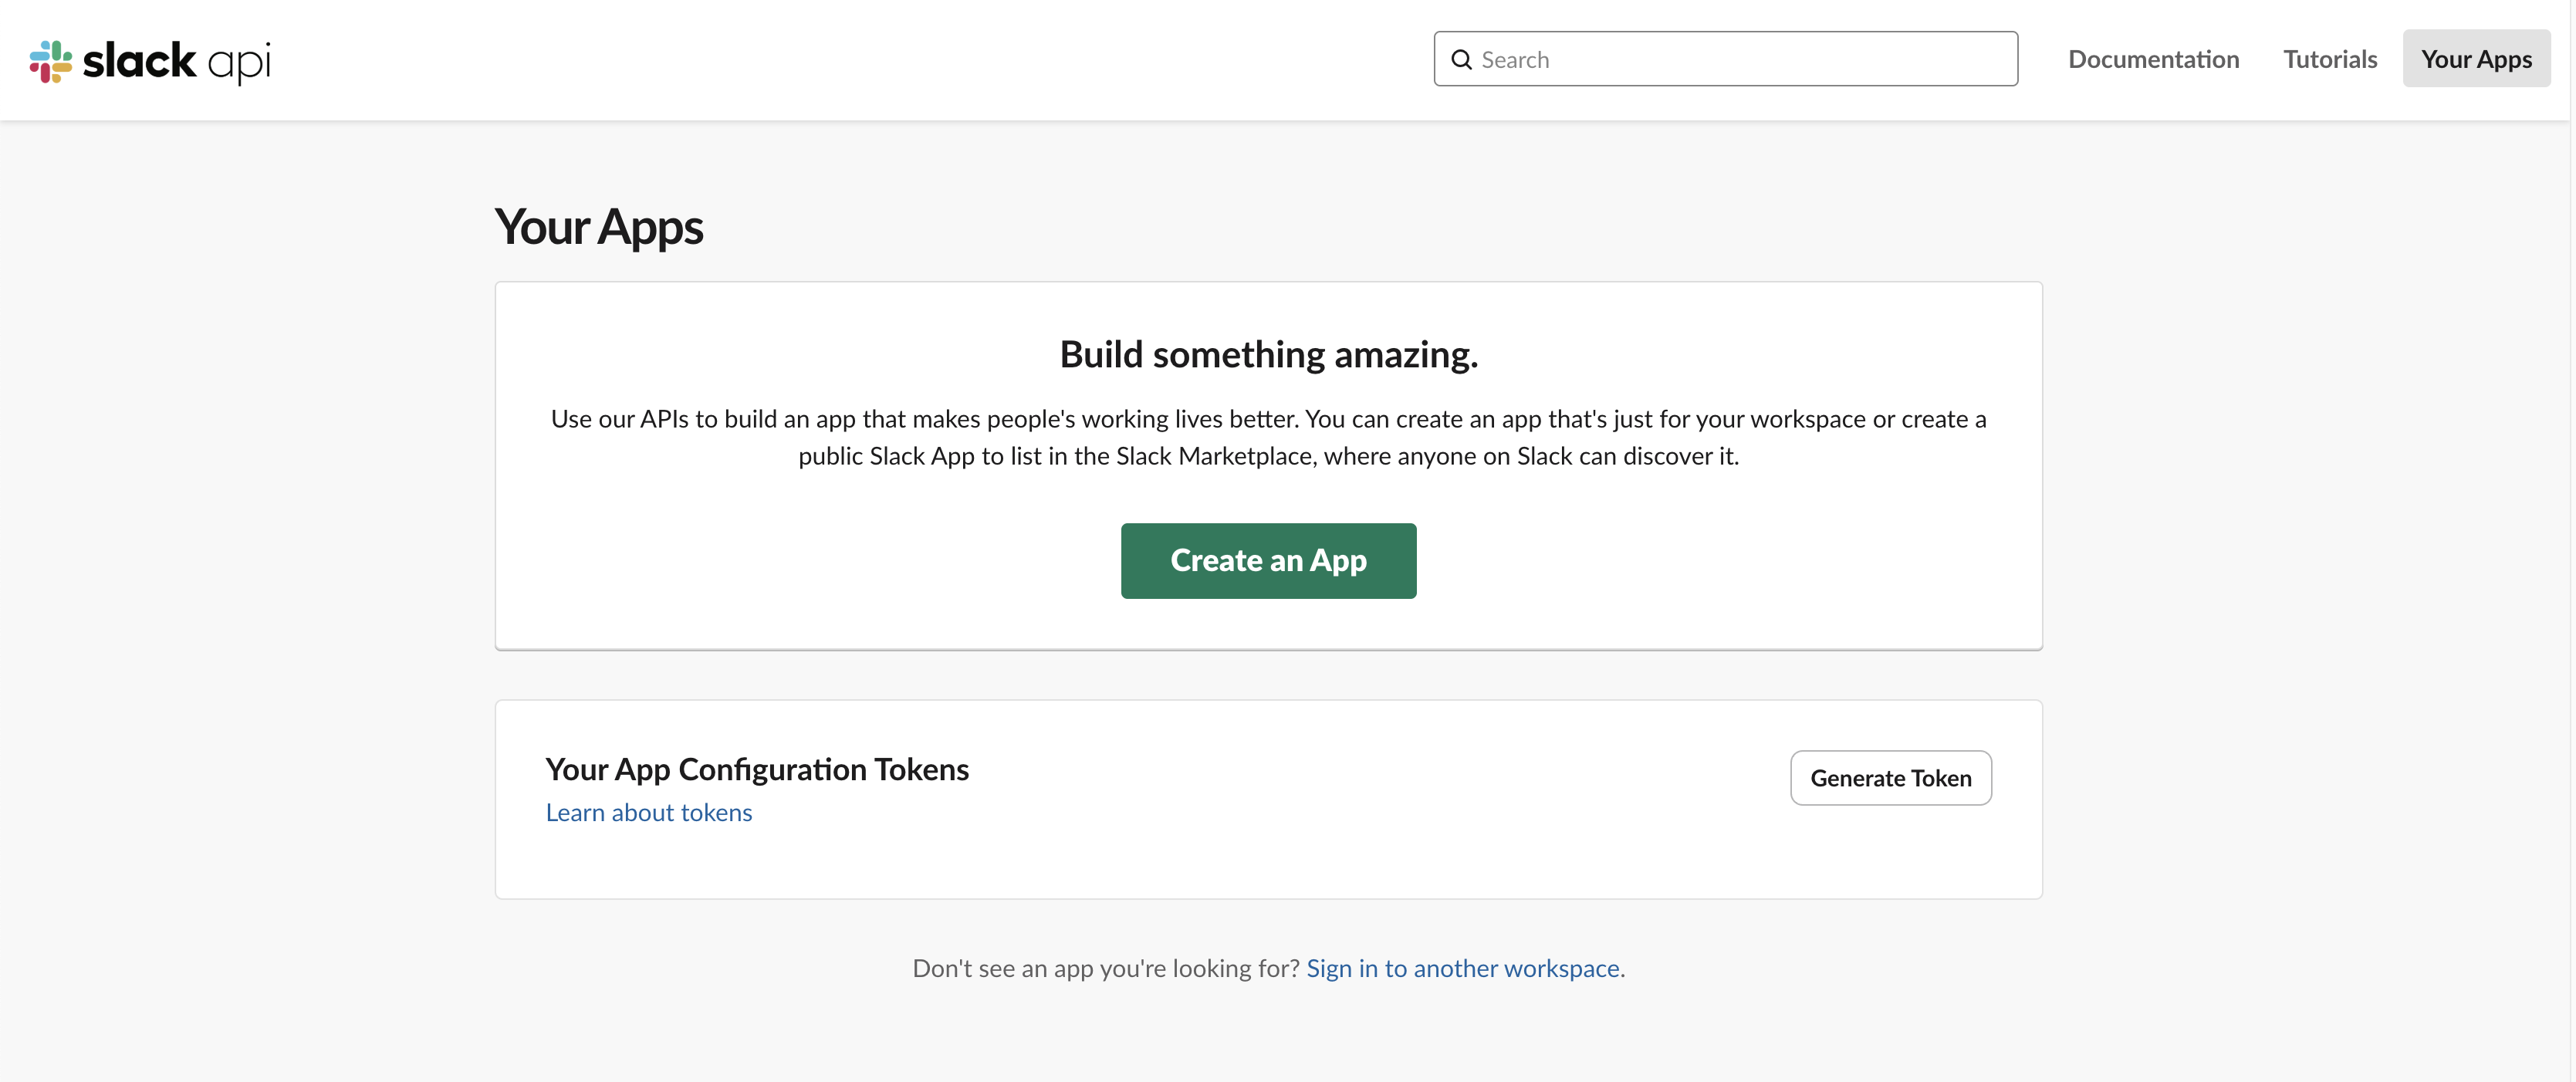 slack api
Search
Documentation
Tutorials
Your Apps
Your Apps
Build something amazing.
Use our APIs to build an app that makes people's working lives better. You can create an app that's just for your workspace or create a
public Slack App to list in the Slack Marketplace, where anyone on Slack can discover it.
Create an App
Your App Configuration Tokens
Generate Token
Learn about tokens
Don't see an app you're looking for? Sign in to another workspace.